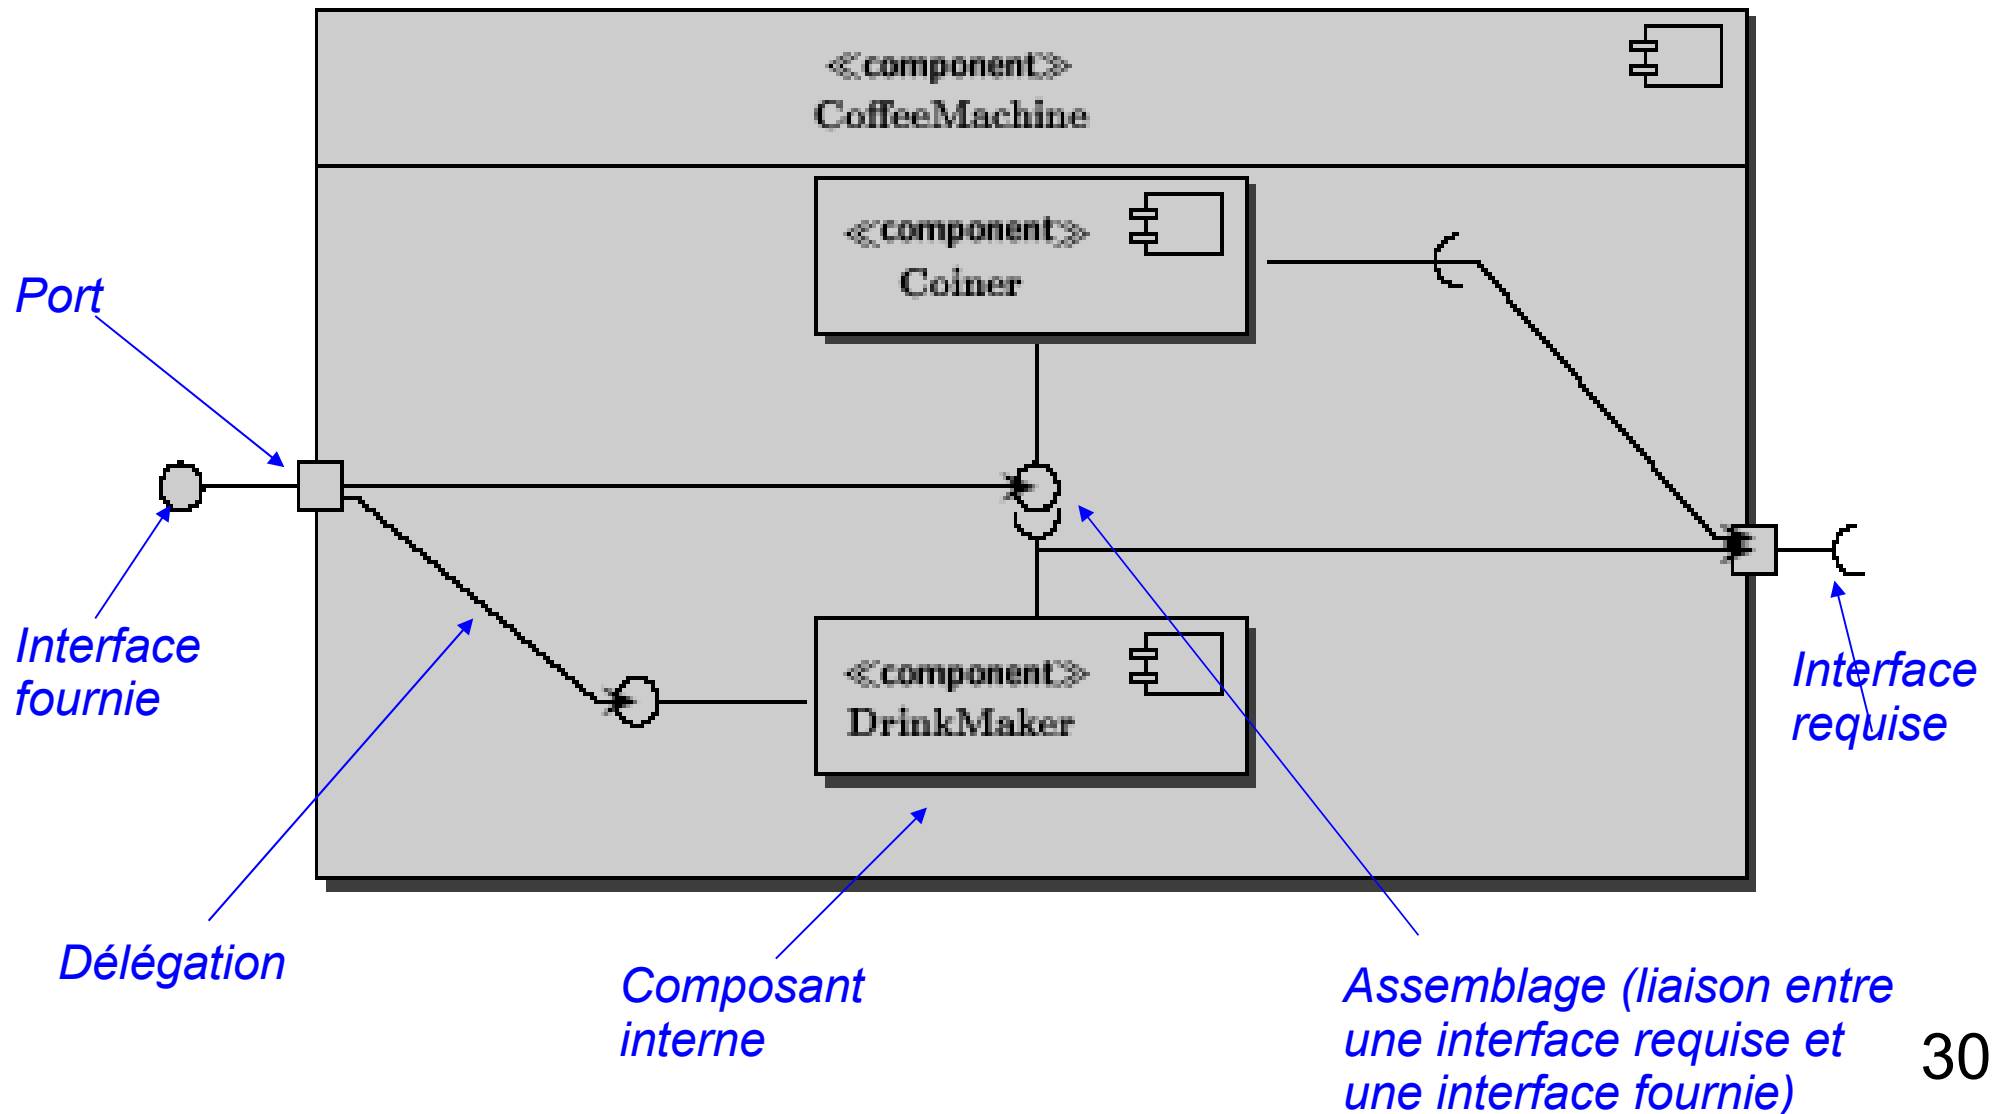 ≪component≫
CoffeeMachine
≪component≫
Coiner
Port
Interface
fournie
≪component≫
DrinkMaker
Interface
requise
Délégation
Composant
interne
Assemblage (liaison entre
une interface requise et
une interface fournie)
30